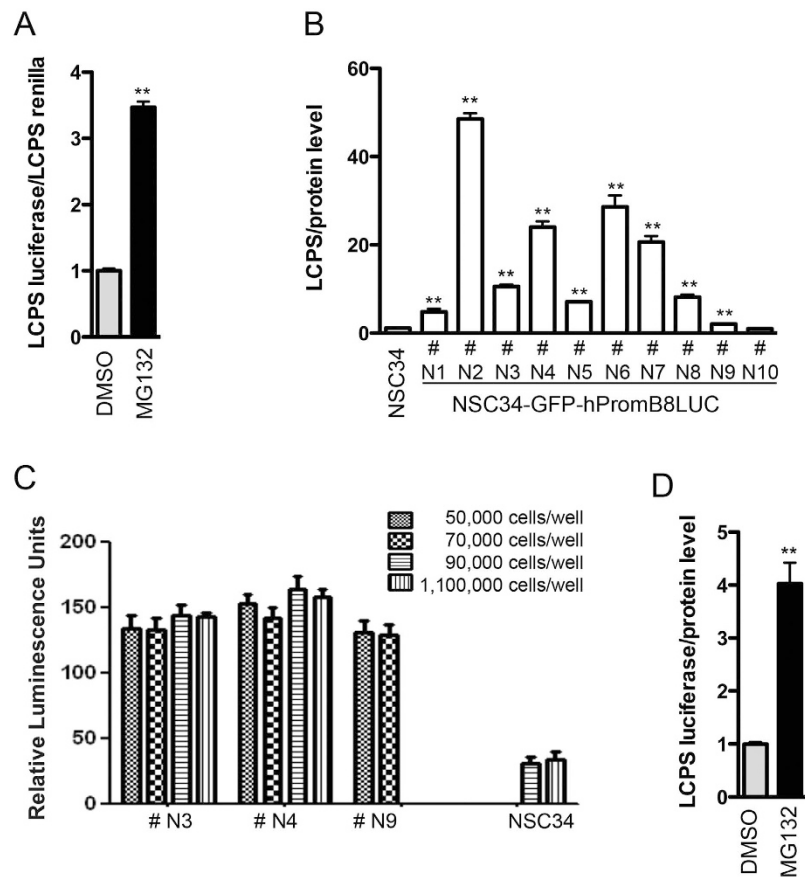 A
LCPS luciferase/LCPS renilla
4
3
2
1
0
**
DMSO
MG132
B
LCPS/protein level
60
40
20
0
**
**
**
**
**
**
**
**
**
NSC34
# # # # # # # # # #
N1 N2 N3 N4 N5 N6 N7 N8 N9 N10
NSC34-GFP-hPromB8LUC
C
Relative Luminescence Units
200
150
100
50
0
50,000 cells/well
70,000 cells/well
90,000 cells/well
1,100,000 cells/well
# N3 # N4 # N9 NSC34
D
LCPS luciferase/protein level
5
4
3
2
1
0
**
DMSO
MG132